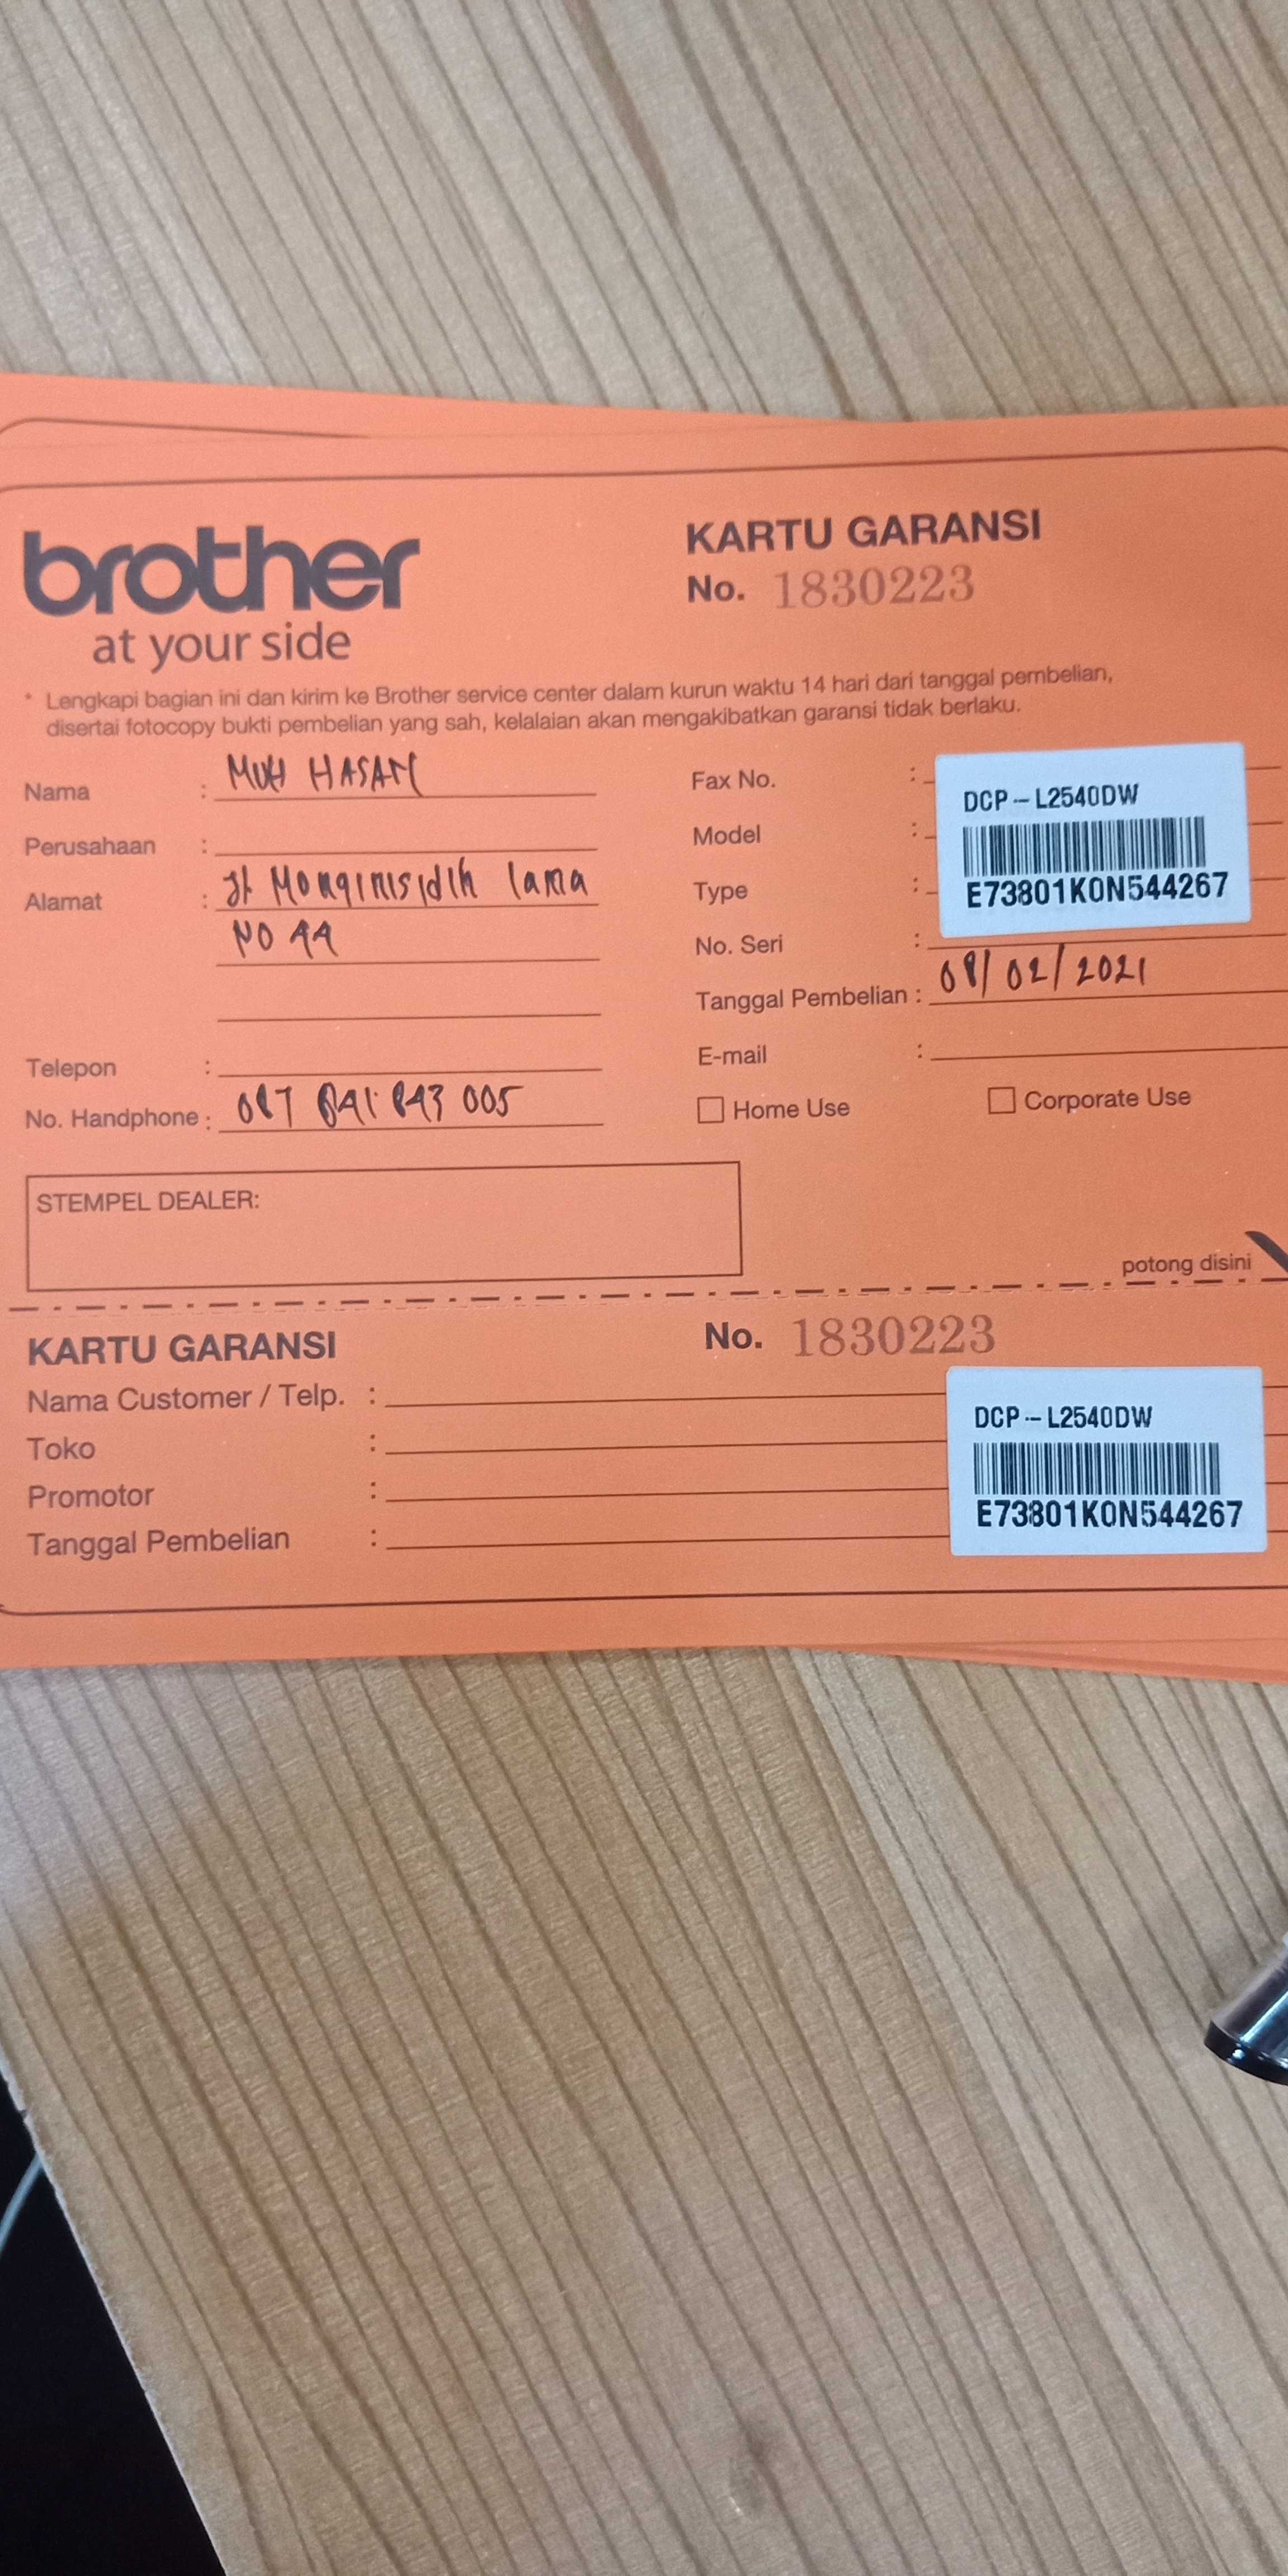 brother
at your side
KARTU GARANSI
No. 1830223
* Lengkapi bagian ini dan kirim ke Brother service center dalam kurun waktu 14 hari dari tanggal pembelian,
disertai fotocopy bukti pembelian yang sah, kelalaian akan mengakibatkan garansi tidak berlaku.
Nama : MUH HASAN
Perusahaan :
Alamat : Jl Monginisidih lama
NO 44
Telepon :
No. Handphone : 087 841 843 005
Fax No. :
Model :
Type :
No. Seri :
DCP-L2540DW
E73801K0N544267
Tanggal Pembelian : 08/02/2021
E-mail :
Home Use Corporate Use
STEMPEL DEALER:
potong disini
KARTU GARANSI No. 1830223
Nama Customer / Telp. :
Toko :
Promotor :
Tanggal Pembelian :
DCP-L2540DW
E73801K0N544267